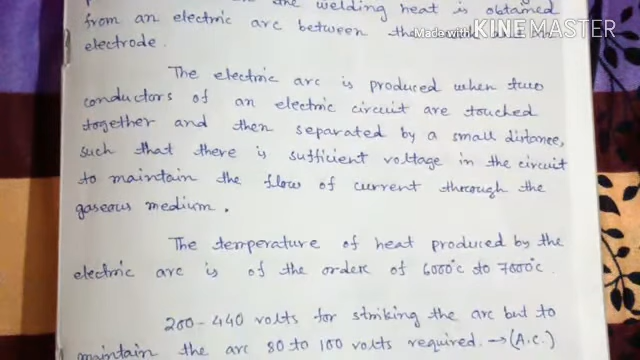 the welding heat is obtained
from an electric arc between the
Made with KINEMASTER
electrode.
The electric arc is produced when two
conductors of an electric circuit are touched
together and then separated by a small distance,
such that there is sufficient voltage in the circuit
to maintain the flow of current through the
gaseous medium.
The temperature of heat produced by the
electric arc is of the order of 6000°c to 7000°c.
200-440 volts for striking the arc but to
maintain the arc 80 to 100 volts required. → (A.C.)